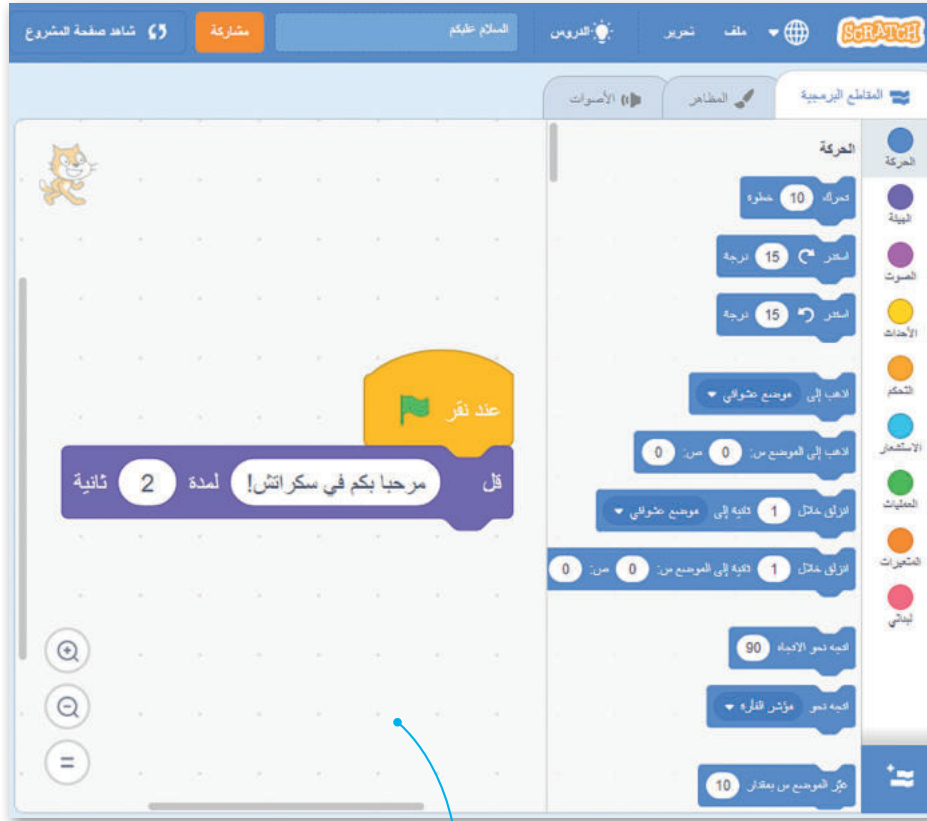 SCRATCH
ملف
تحرير
الدروس
السلام عليكم
مشاركة
شاهد صفحة المشروع
المقاطع البرمجية
المظاهر
الأصوات
الحركة
الهيئة
الصوت
الأحداث
التحكم
الاستشعار
العمليات
المتغيرات
لبناتي
الحركة
تحرك 10 خطوة
استدر 15 درجة
استدر 15 درجة
اذهب إلى موضع عشوائي
اذهب إلى الموضع س: 0 ص: 0
انزلق خلال 1 ثانية إلى موضع عشوائي
انزلق خلال 1 ثانية إلى الموضع س: 0 ص: 0
اتجه نحو الاتجاه 90
اتجه نحو مؤشر الفأرة
غيّر الموضع س بمقدار 10
عند نقر
قل مرحبا بكم في سكراتش! لمدة 2 ثانية